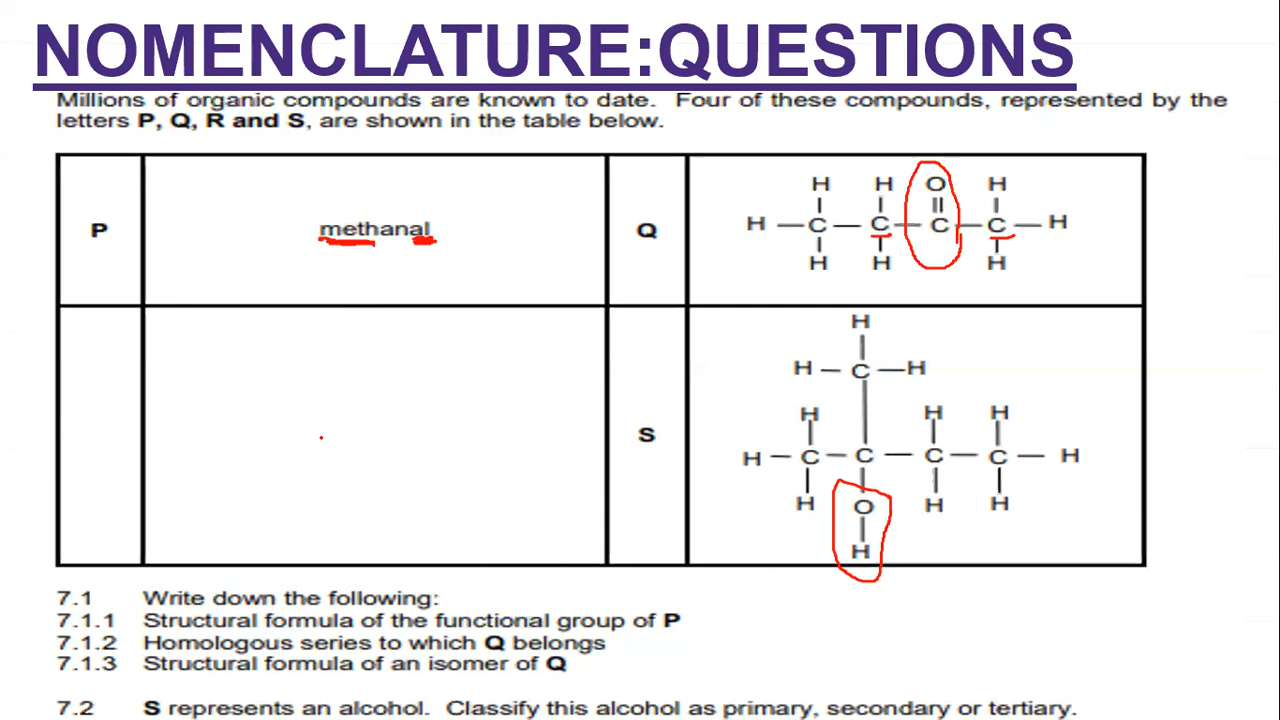 NOMENCLATURE:QUESTIONS
Millions of organic compounds are known to date. Four of these compounds, represented by the
letters P, Q, R and S, are shown in the table below.
P
methanal
Q
H H O H
H — C — C — C — C — H
H H H
S
H
H — C — H
H H H
H — C — C — C — C — H
H O H H
H
7.1 Write down the following:
7.1.1 Structural formula of the functional group of P
7.1.2 Homologous series to which Q belongs
7.1.3 Structural formula of an isomer of Q
7.2 S represents an alcohol. Classify this alcohol as primary, secondary or tertiary.